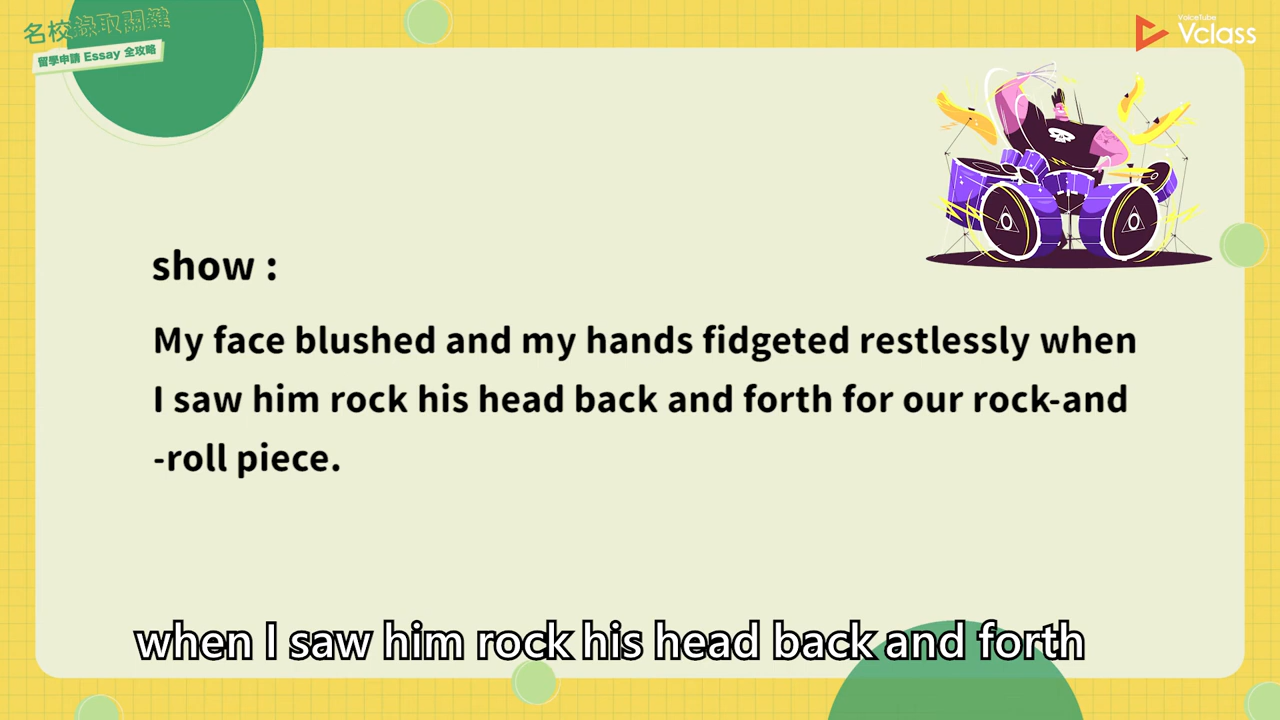 名校錄取關鍵
留學申請 Essay 全攻略
VoiceTube
Vclass
show :
My face blushed and my hands fidgeted restlessly when
I saw him rock his head back and forth for our rock-and
-roll piece.
when I saw him rock his head back and forth